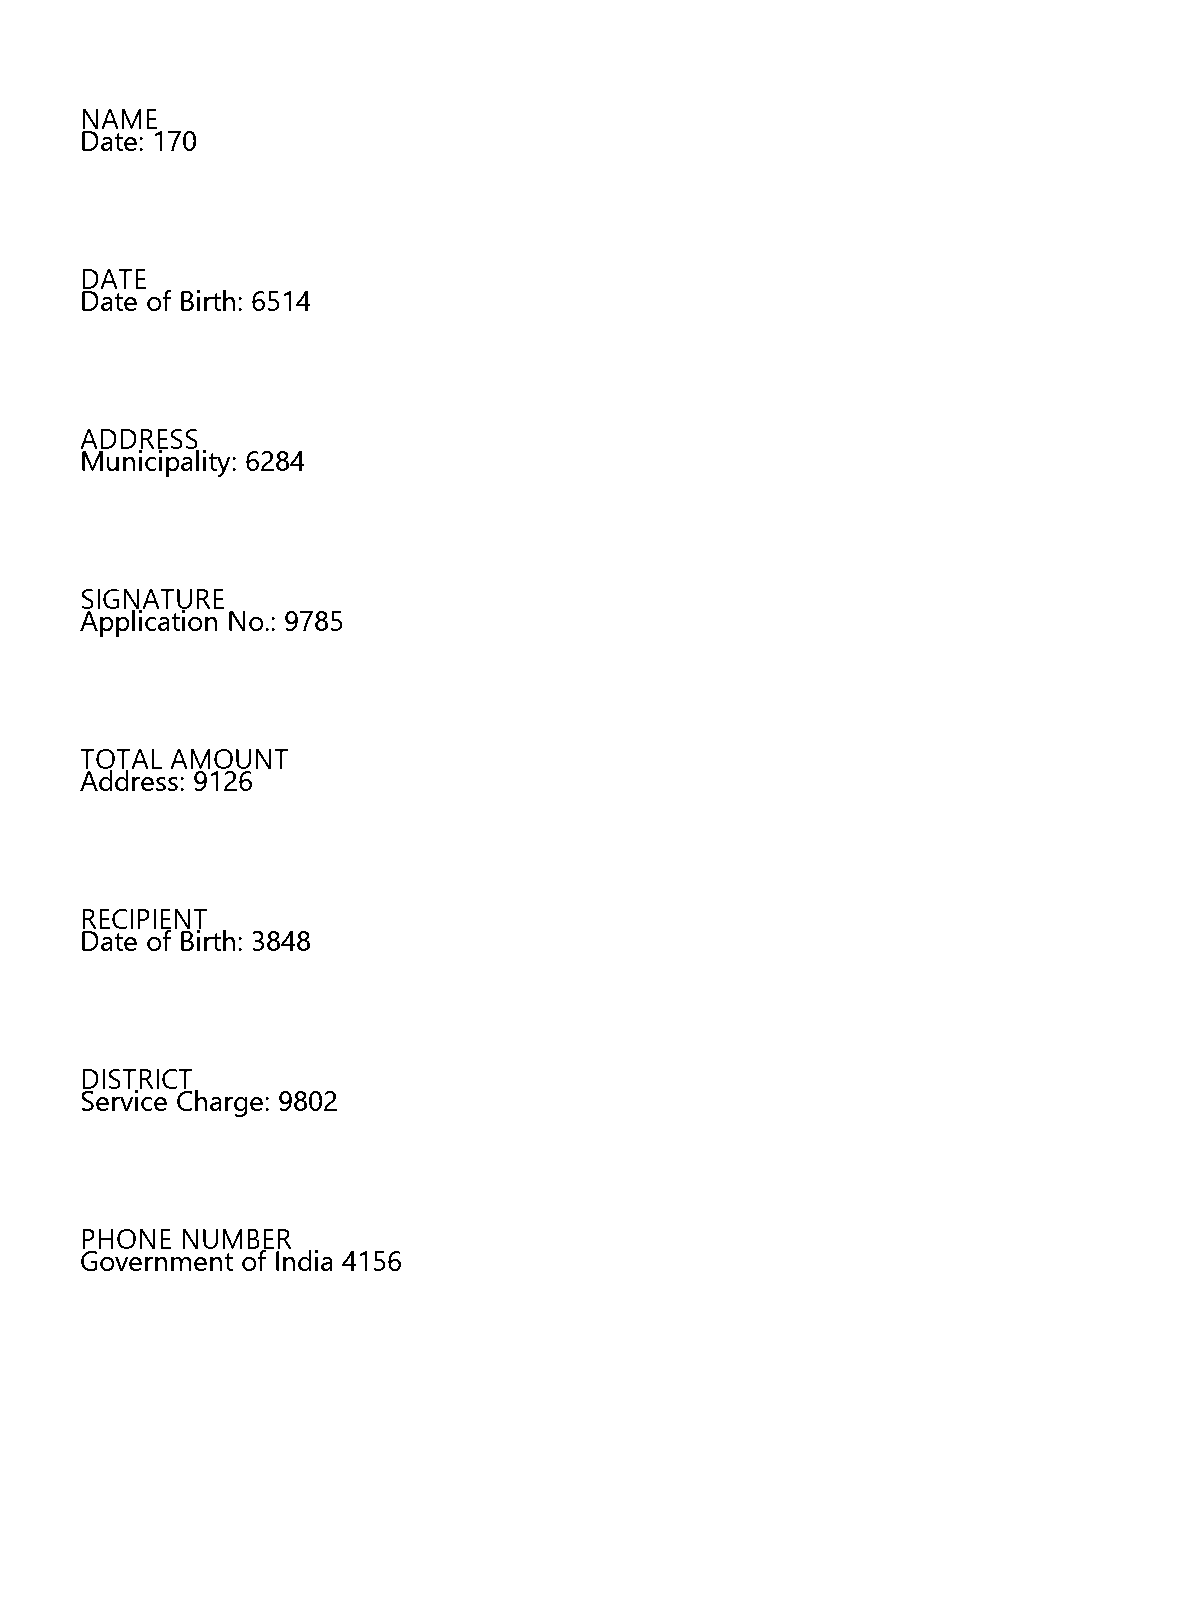 NAME
Date: 170
DATE
Date of Birth: 6514
ADDRESS
Municipality: 6284
SIGNATURE
Application No.: 9785
TOTAL AMOUNT
Address: 9126
RECIPIENT
Date of Birth: 3848
DISTRICT
Service Charge: 9802
PHONE NUMBER
Government of India 4156